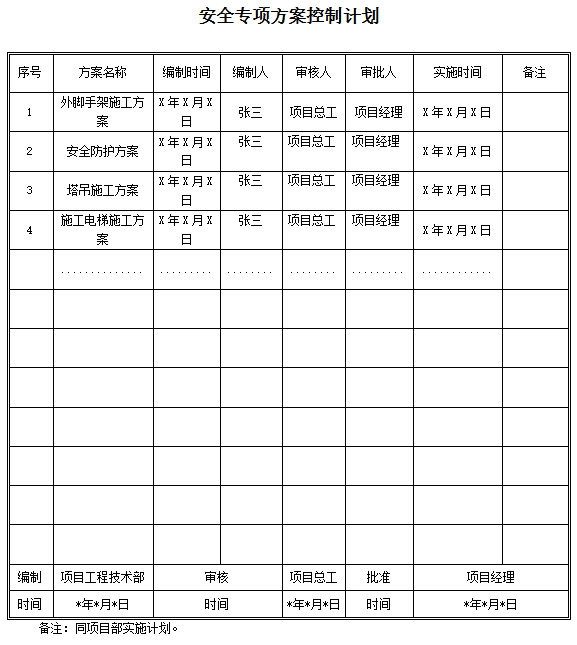 安全专项方案控制计划
序号 方案名称 编制时间 编制人 审核人 审批人 实施时间 备注
1 外脚手架施工方案 X年X月X日 张三 项目总工 项目经理 X年X月X日
2 安全防护方案 X年X月X日 张三 项目总工 项目经理 X年X月X日
3 塔吊施工方案 X年X月X日 张三 项目总工 项目经理 X年X月X日
4 施工电梯施工方案 X年X月X日 张三 项目总工 项目经理 X年X月X日
.............. ......... ........ ........ ......... ............
编制 项目工程技术部 审核 项目总工 批准 项目经理
时间 *年*月*日 时间 *年*月*日 时间 *年*月*日
备注：同项目部实施计划。